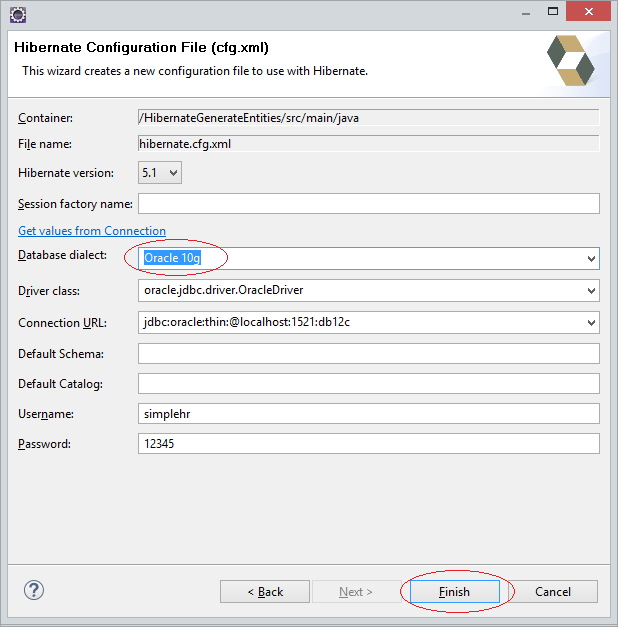 Hibernate Configuration File (cfg.xml)
This wizard creates a new configuration file to use with Hibernate.
Container: /HibernateGenerateEntities/src/main/java
File name: hibernate.cfg.xml
Hibernate version: 5.1
Session factory name:
Get values from Connection
Database dialect: Oracle 10g
Driver class: oracle.jdbc.driver.OracleDriver
Connection URL: jdbc:oracle:thin:@localhost:1521:db12c
Default Schema:
Default Catalog:
Username: simplehr
Password: 12345
? < Back Next > Finish Cancel